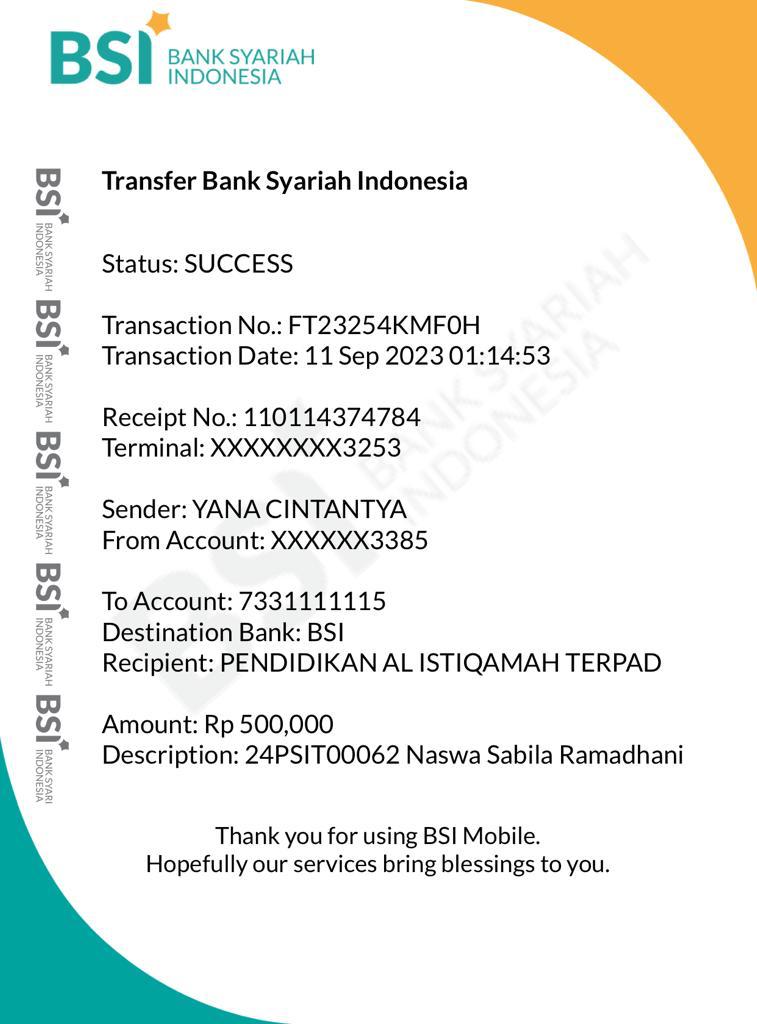 BSI BANK SYARIAH
INDONESIA
Transfer Bank Syariah Indonesia
Status: SUCCESS
Transaction No.: FT23254KMF0H
Transaction Date: 11 Sep 2023 01:14:53
Receipt No.: 110114374784
Terminal: XXXXXXXX3253
Sender: YANA CINTANTYA
From Account: XXXXXX3385
To Account: 7331111115
Destination Bank: BSI
Recipient: PENDIDIKAN AL ISTIQAMAH TERPAD
Amount: Rp 500,000
Description: 24PSIT00062 Naswa Sabila Ramadhani
Thank you for using BSI Mobile.
Hopefully our services bring blessings to you.
BSI BANK SYARIAH
INDONESIA
BSI BANK SYARIAH
INDONESIA
BSI BANK SYARIAH
INDONESIA
BSI BANK SYARIAH
INDONESIA
BSI BANK SYARI
INDONESIA
BSI BANK SYARIAH
INDONESIA